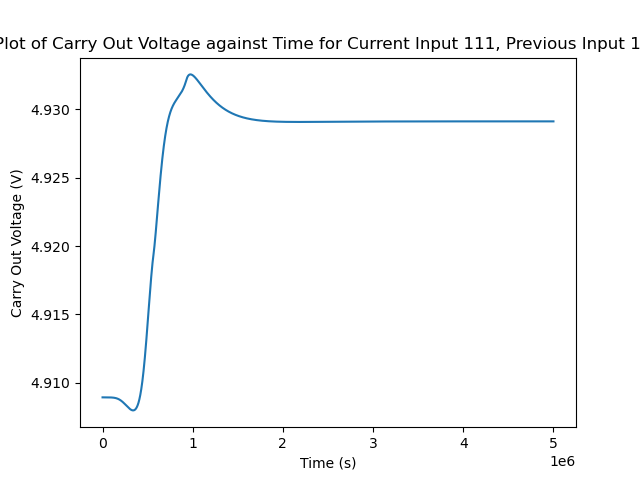 Plot of Carry Out Voltage against Time for Current Input 111, Previous Input 1
4.930
4.925
4.920
4.915
4.910
Carry Out Voltage (V)
0 1 2 3 4 5
1e6
Time (s)